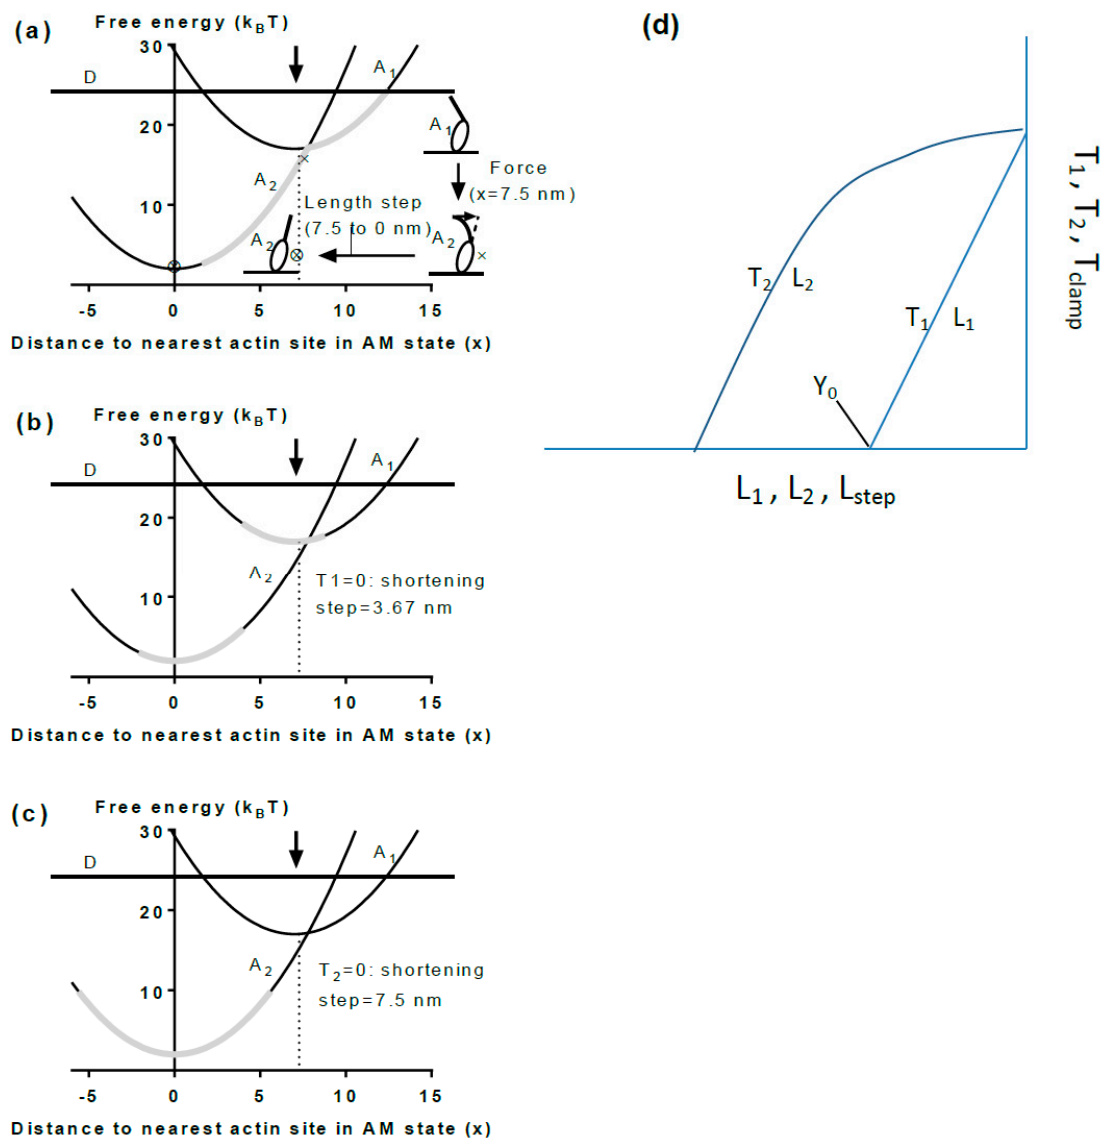 (a)
Free energy (kBT)
30
D
A1
20
A1
A2
Force
(x=7.5 nm)
Length step
(7.5 to 0 nm)
10
A2
A2
-5 0 5 10 15
Distance to nearest actin site in AM state (x)
(b)
Free energy (kBT)
30
D
A1
20
A2
T1=0: shortening
step=3.67 nm
10
-5 0 5 10 15
Distance to nearest actin site in AM state (x)
(c)
Free energy (kBT)
30
D
A1
20
A2
T2=0: shortening
step=7.5 nm
10
-5 0 5 10 15
Distance to nearest actin site in AM state (x)
(d)
T1 , T2 , Tclamp
T2 L2
T1 L1
Y0
L1 , L2 , Lstep